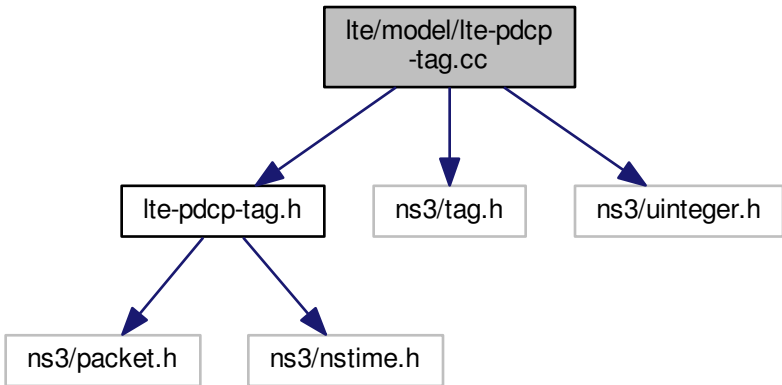 lte/model/lte-pdcp
-tag.cc
lte-pdcp-tag.h
ns3/tag.h
ns3/uinteger.h
ns3/packet.h
ns3/nstime.h